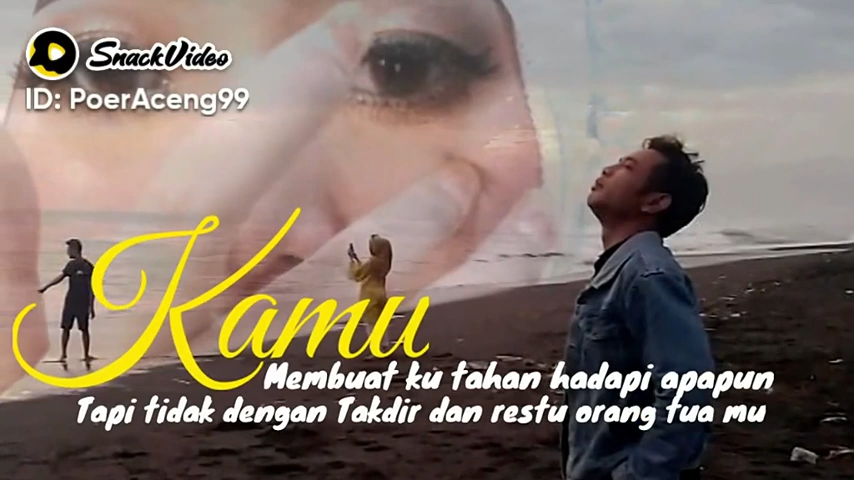 SnackVideo
ID: PoerAceng99
Kamu
Membuat ku tahan hadapi apapun
Tapi tidak dengan Takdir dan restu orang tua mu